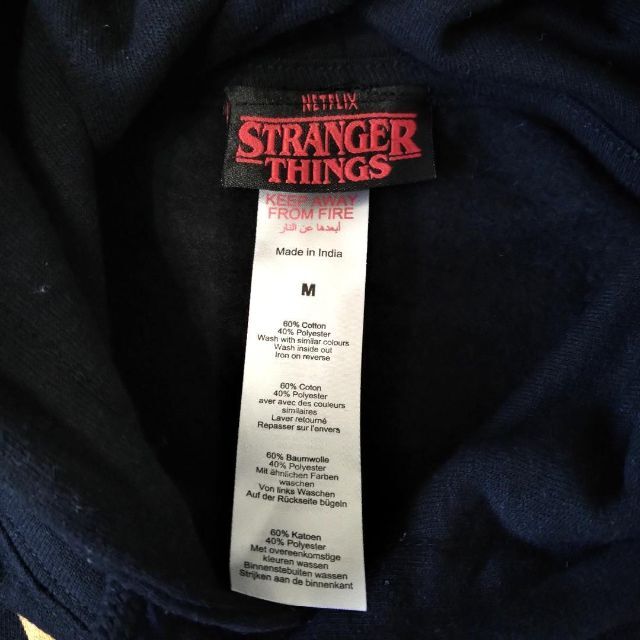 NETFLIX
STRANGER
THINGS
KEEP AWAY
FROM FIRE
أبعدها عن النار
Made in India
M
60% Cotton
40% Polyester
Wash with similar colours
Wash inside out
Iron on reverse
60% Coton
40% Polyester
aver avec des couleurs
similaires
Laver retourné
Repasser sur l'envers
60% Baumwolle
40% Polyester
Mit ähnlichen Farben
waschen
Von links Waschen
Auf der Rückseite bügeln
60% Katoen
40% Polyester
Met overeenkomstige
kleuren wassen
Binnenstebuiten wassen
Strijken aan de binnenkant